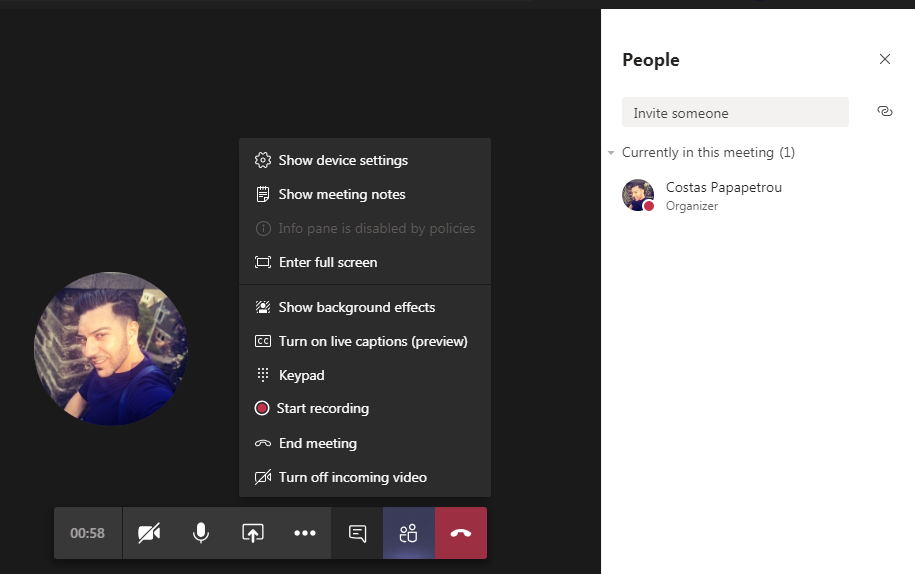 People
Invite someone
Currently in this meeting (1)
Costas Papapetrou
Organizer
Show device settings
Show meeting notes
Info pane is disabled by policies
Enter full screen
Show background effects
CC Turn on live captions (preview)
Keypad
Start recording
End meeting
Turn off incoming video
00:58